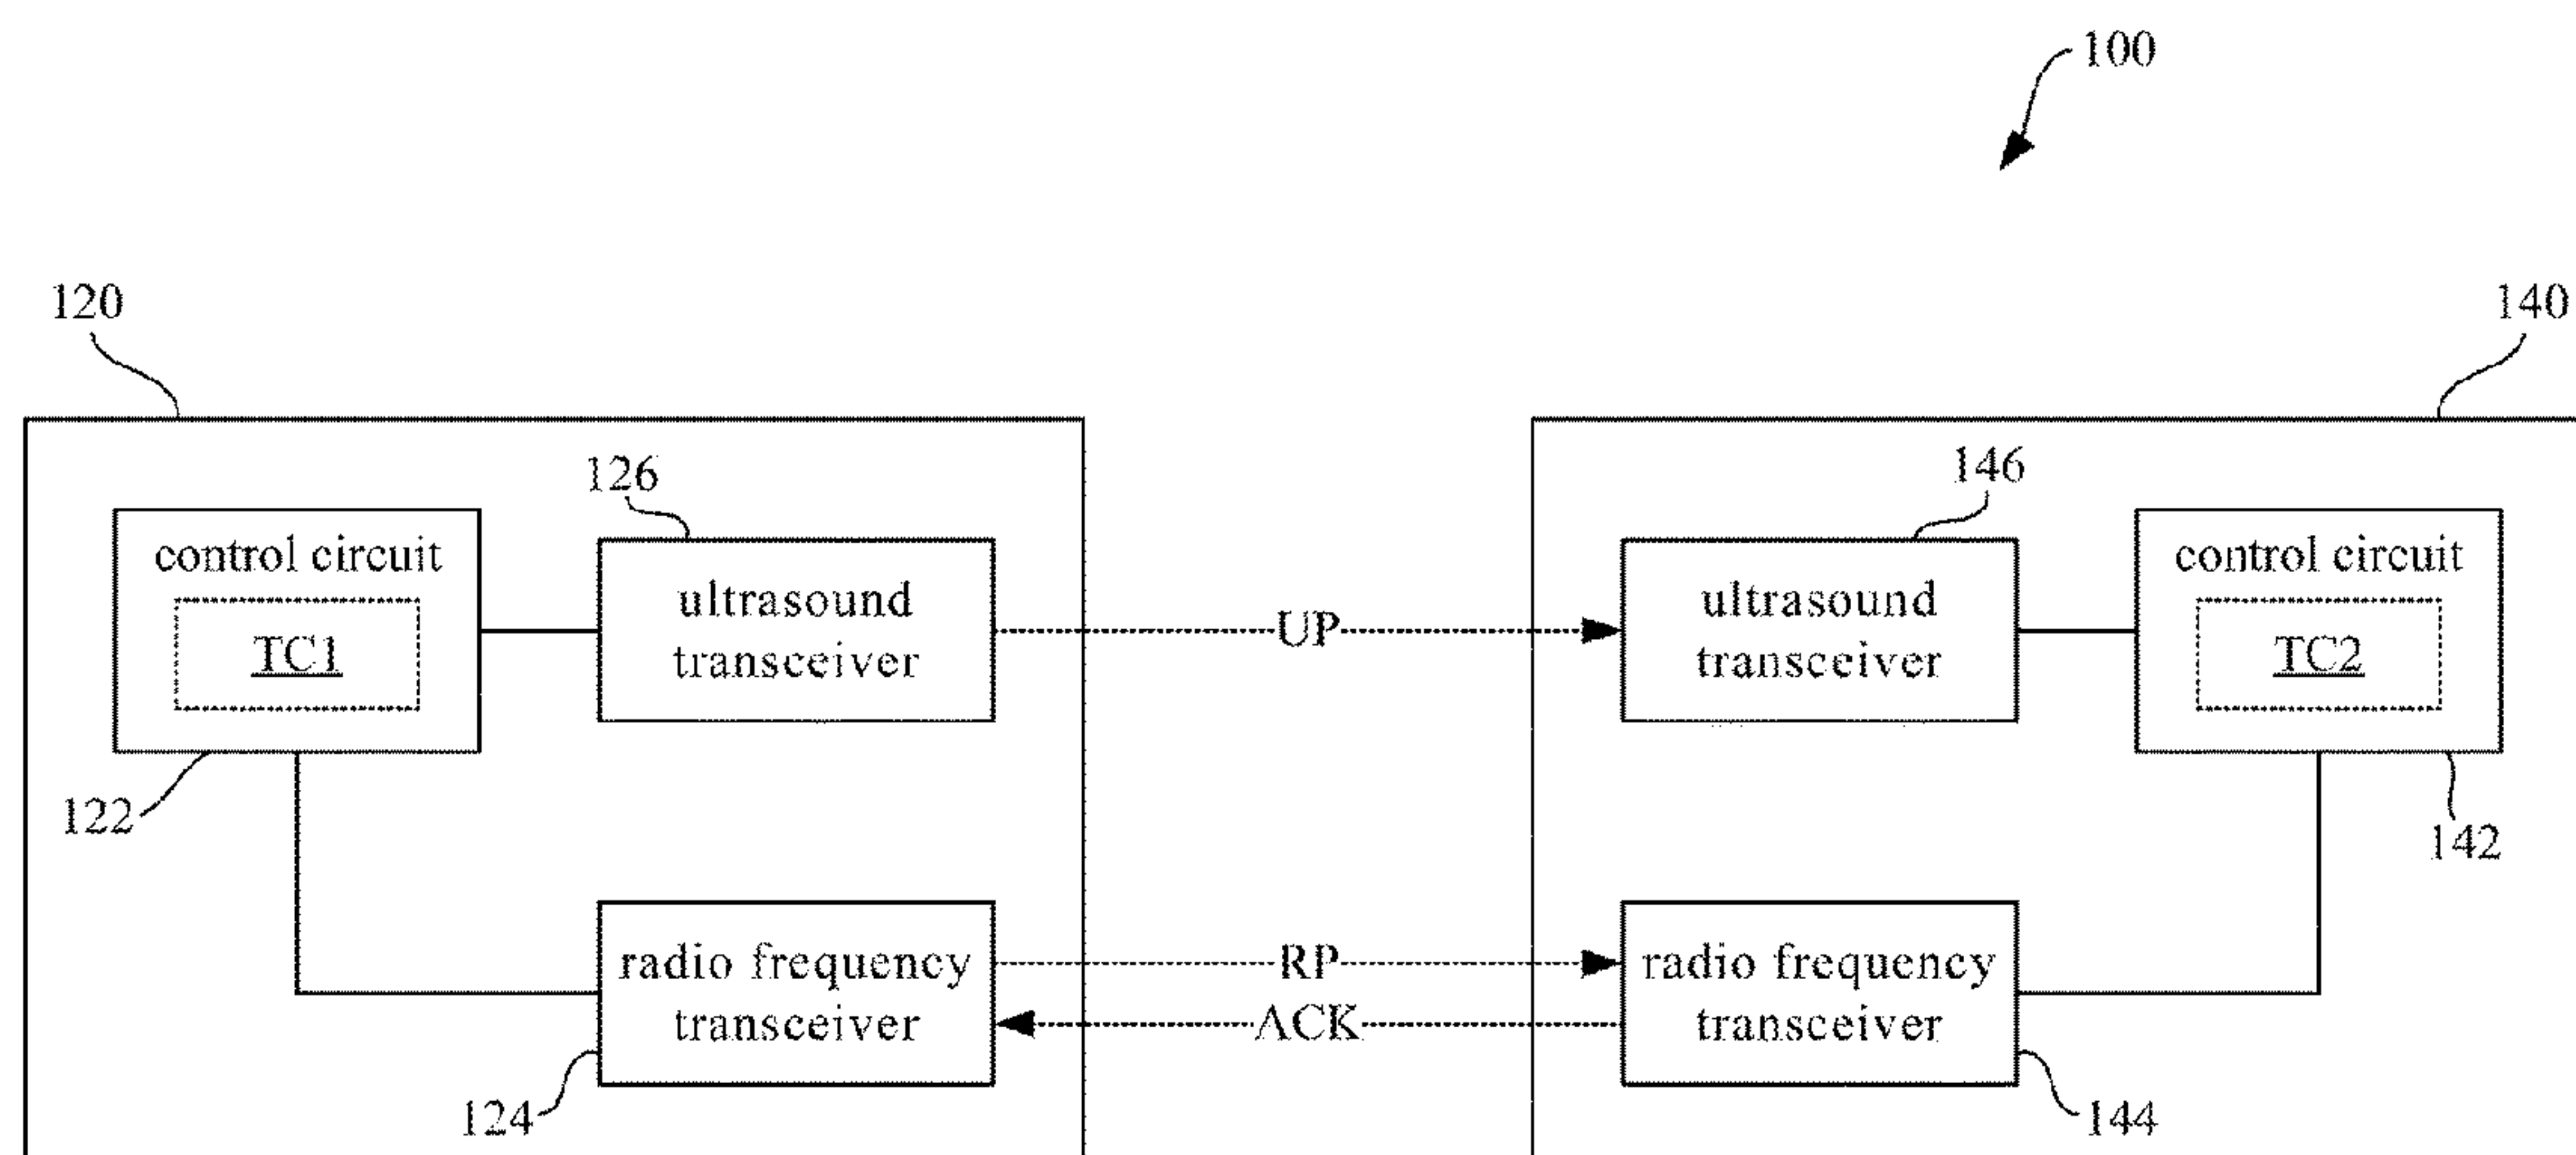 100
120
140
126
146
control circuit
TC1
ultrasound
transceiver
UP
ultrasound
transceiver
control circuit
TC2
122
142
radio frequency
transceiver
RP
ACK
radio frequency
transceiver
124
144